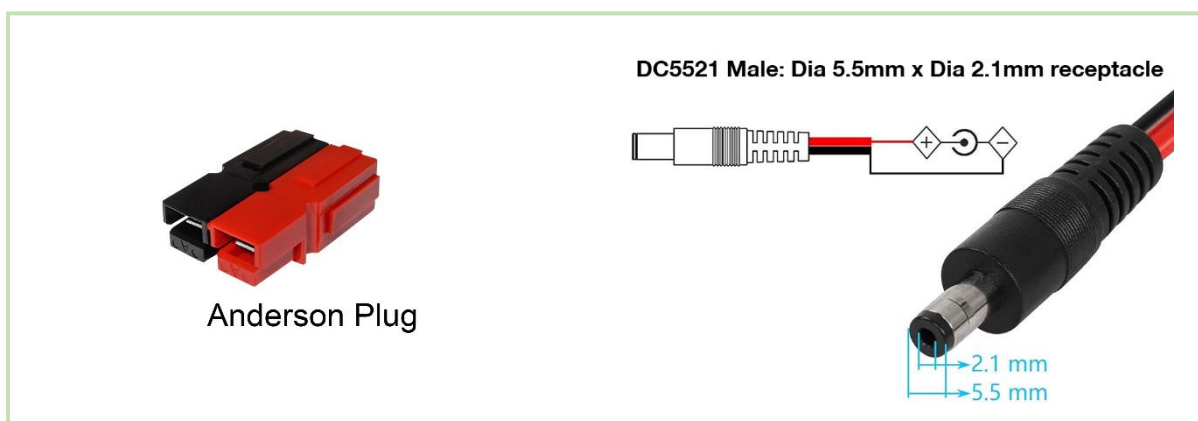 DC5521 Male: Dia 5.5mm x Dia 2.1mm receptacle
+
−
Anderson Plug
2.1 mm
5.5 mm